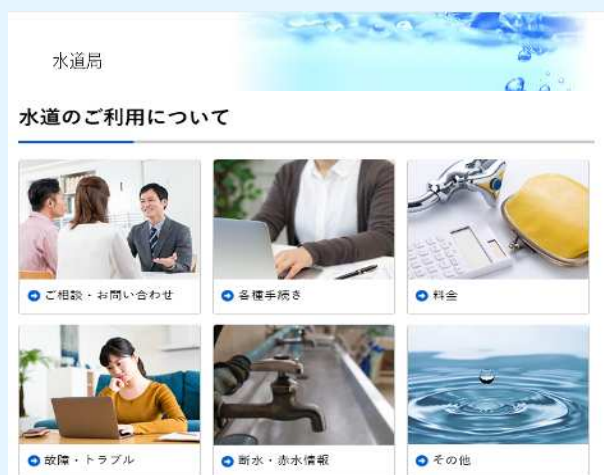 水道局
水道のご利用について
ご相談・お問い合わせ
各種手続き
料金
故障・トラブル
断水・赤水情報
その他